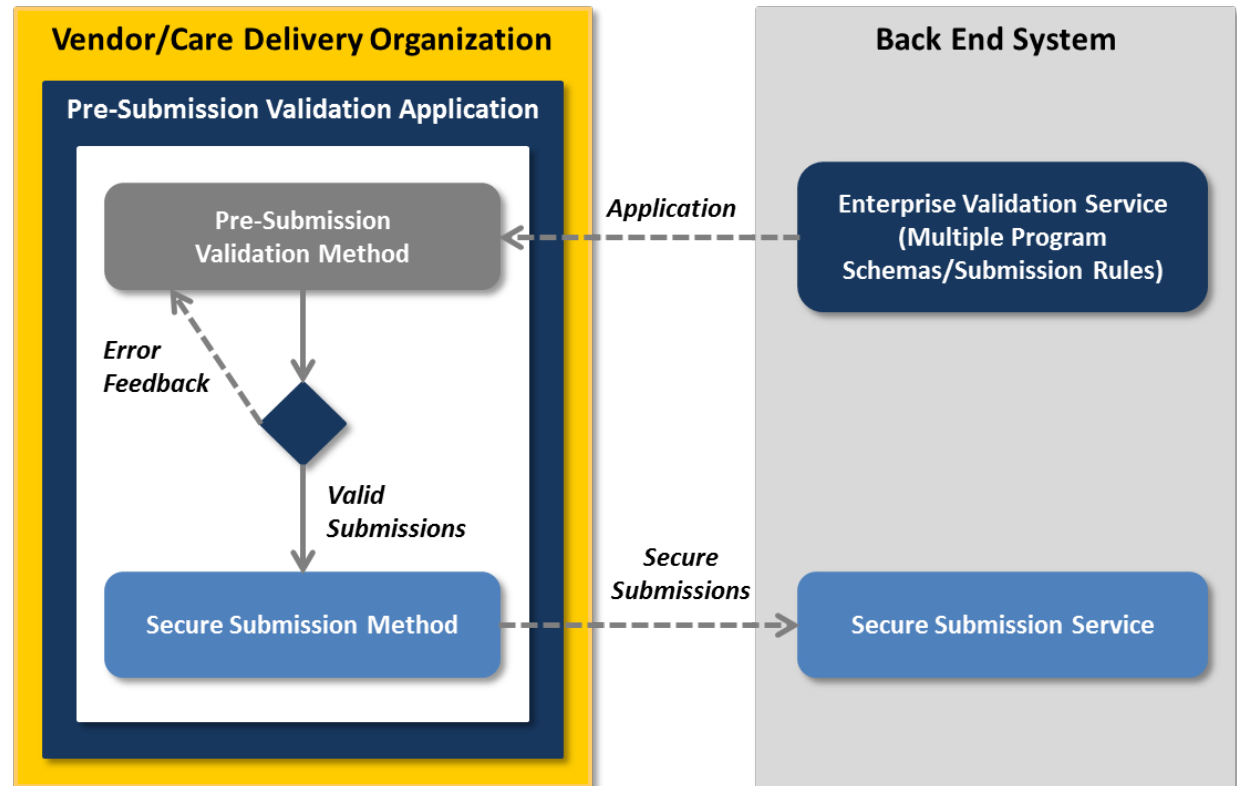 Vendor/Care Delivery Organization
Pre-Submission Validation Application
Pre-Submission
Validation Method
Error
Feedback
Valid
Submissions
Secure Submission Method
Application
Secure
Submissions
Back End System
Enterprise Validation Service
(Multiple Program
Schemas/Submission Rules)
Secure Submission Service